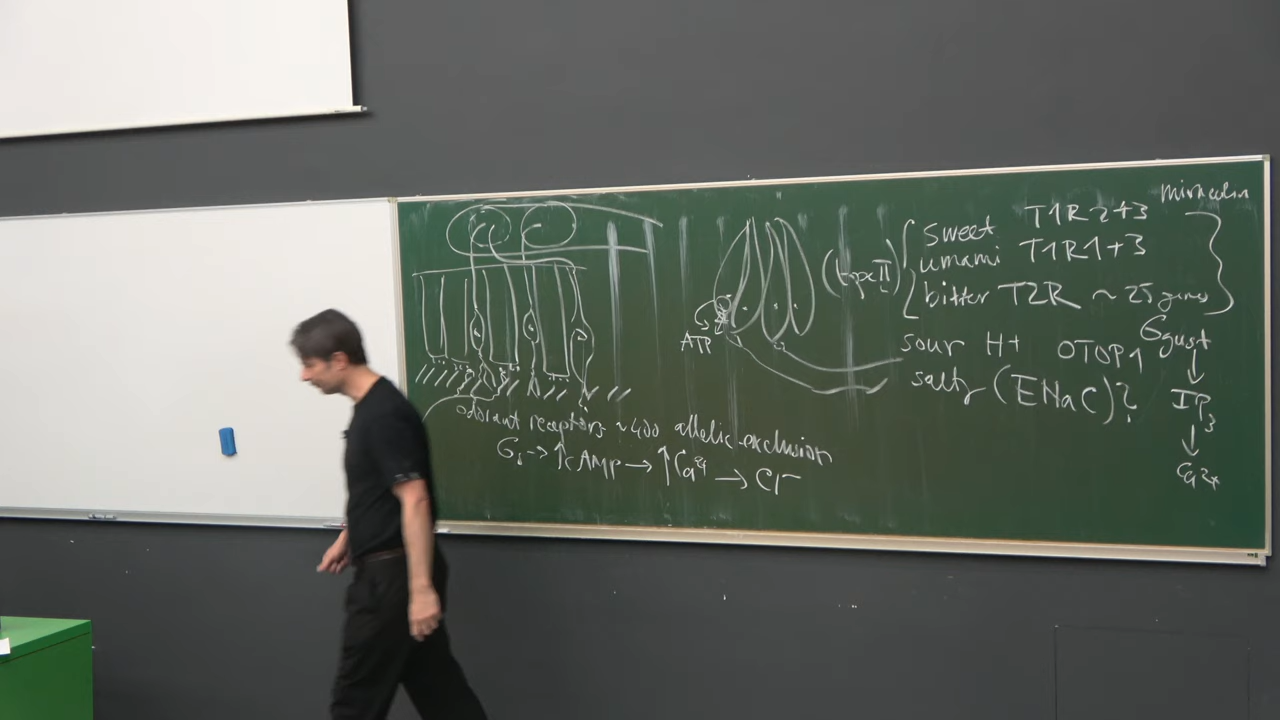 odorant receptors ~400 allelic exclusion
G → ↑cAMP → ↑Ca²⁺ → Cl⁻
ATP
(type II)
sweet T1R2+3
umami T1R1+3
bitter T2R ~25 genes
sour H+ OTOP1
salty (ENaC)?
miraculin
Ggust
↓
IP3
↓
Ca2+